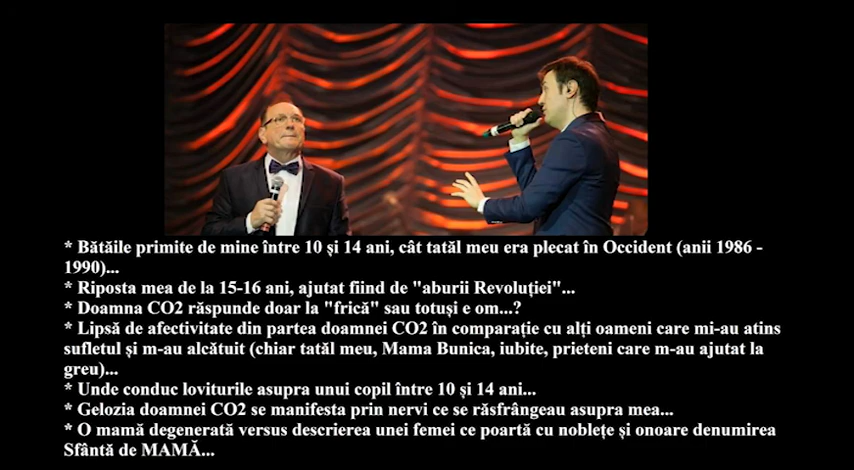 * Bătăile primite de mine între 10 și 14 ani, cât tatăl meu era plecat în Occident (anii 1986 -
1990)...
* Riposta mea de la 15-16 ani, ajutat fiind de "aburii Revoluției"...
* Doamna CO2 răspunde doar la "frică" sau totuși e om...?
* Lipsă de afectivitate din partea doamnei CO2 în comparație cu alți oameni care mi-au atins
sufletul și m-au alcătuit (chiar tatăl meu, Mama Bunica, iubite, prieteni care m-au ajutat la
greu)...
* Unde conduc loviturile asupra unui copil între 10 și 14 ani...
* Gelozia doamnei CO2 se manifesta prin nervi ce se răsfrângeau asupra mea...
* O mamă degenerată versus descrierea unei femei ce poartă cu noblețe și onoare denumirea
Sfântă de MAMĂ...